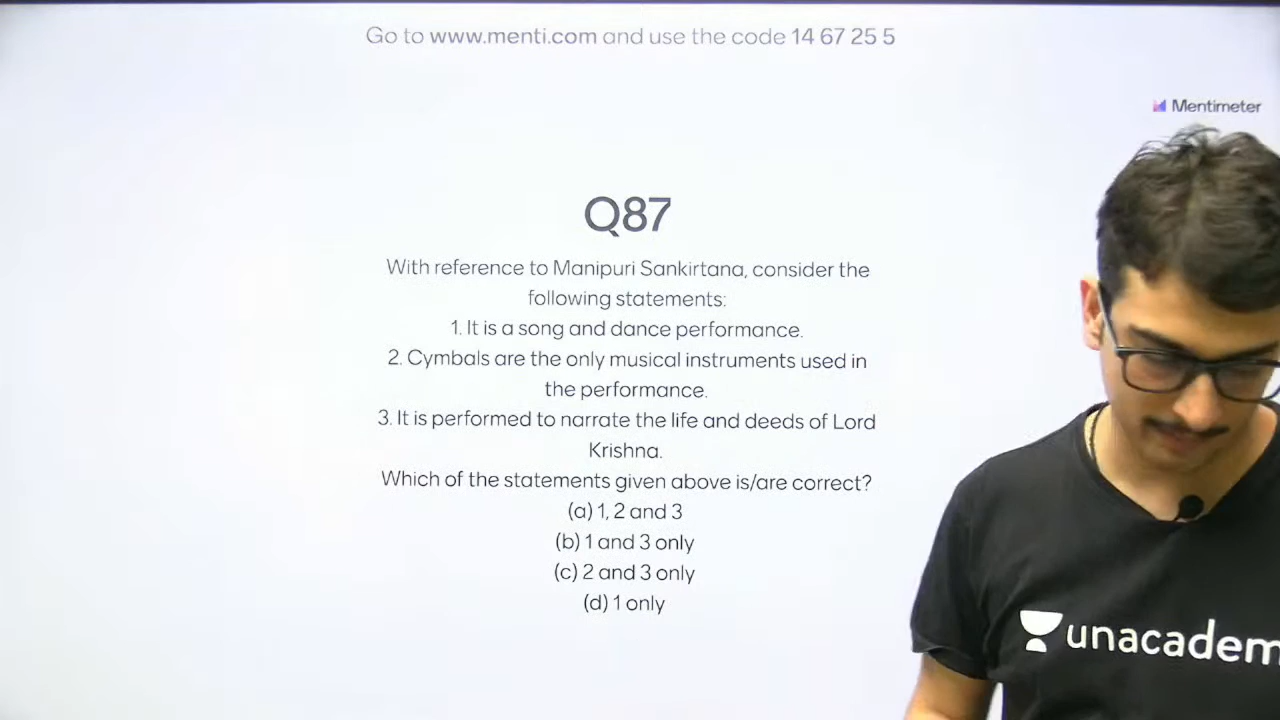 Go to www.menti.com and use the code 14 67 25 5
Mentimeter
Q87
With reference to Manipuri Sankirtana, consider the
following statements:
1. It is a song and dance performance.
2. Cymbals are the only musical instruments used in
the performance.
3. It is performed to narrate the life and deeds of Lord
Krishna.
Which of the statements given above is/are correct?
(a) 1, 2 and 3
(b) 1 and 3 only
(c) 2 and 3 only
(d) 1 only
unacadem